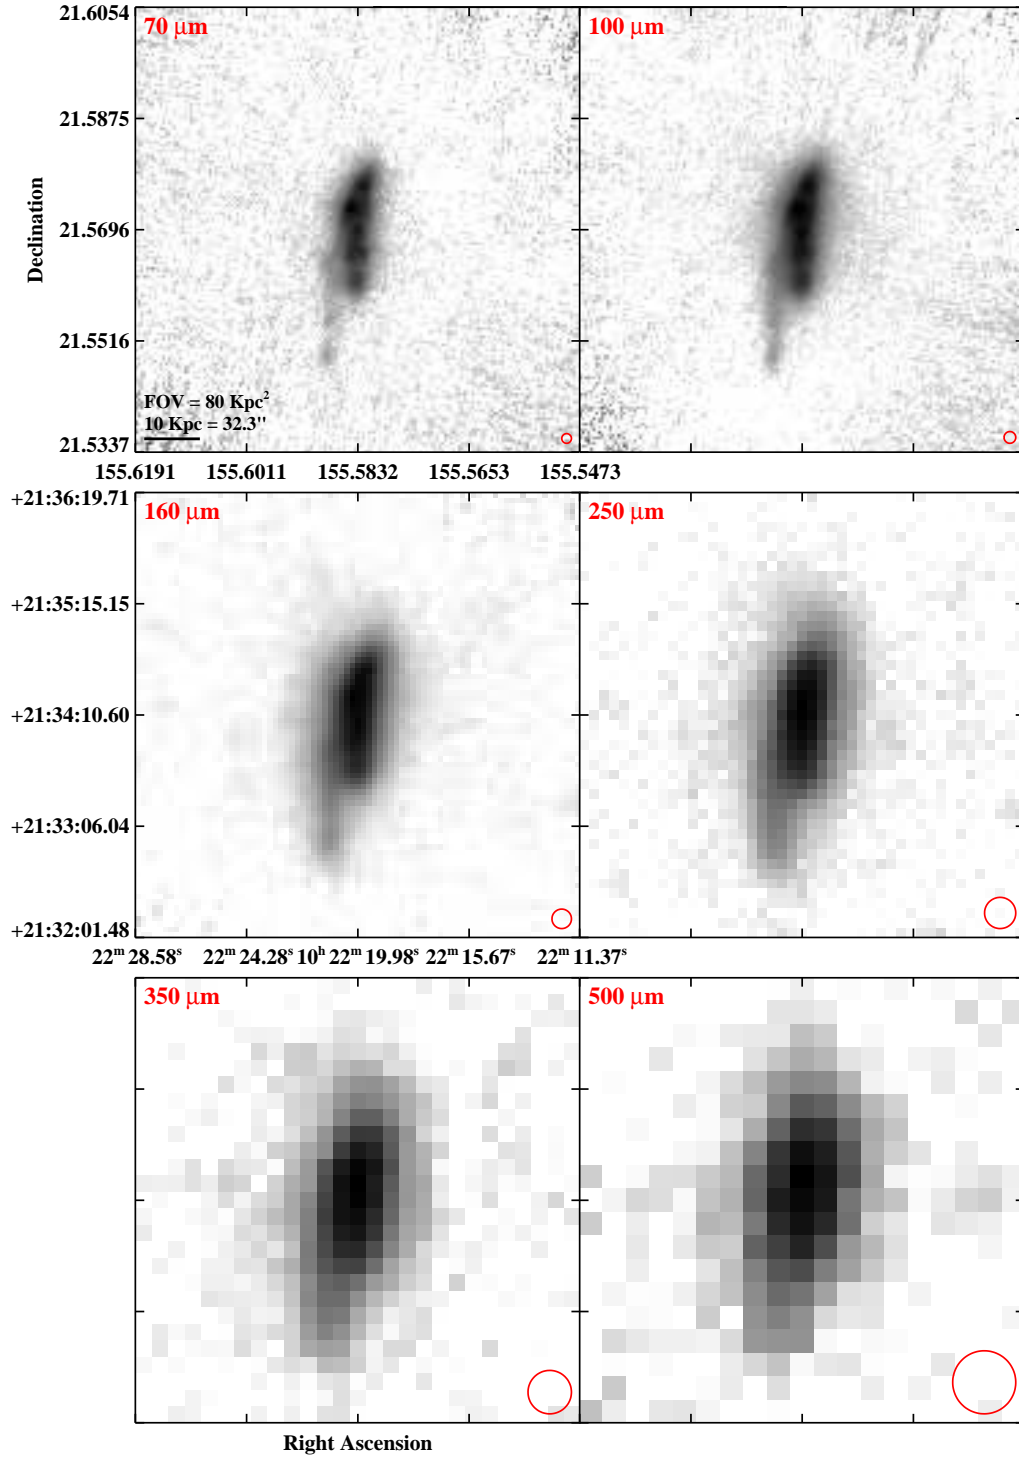 21.6054
70 μm
100 μm
21.5875
Declination
21.5696
21.5516
FOV = 80 Kpc²
10 Kpc = 32.3"
21.5337
155.6191 155.6011 155.5832 155.5653 155.5473
+21:36:19.71
160 μm
250 μm
+21:35:15.15
+21:34:10.60
+21:33:06.04
+21:32:01.48
22ᵐ 28.58ˢ 22ᵐ 24.28ˢ 10ʰ 22ᵐ 19.98ˢ 22ᵐ 15.67ˢ 22ᵐ 11.37ˢ
350 μm
500 μm
Right Ascension